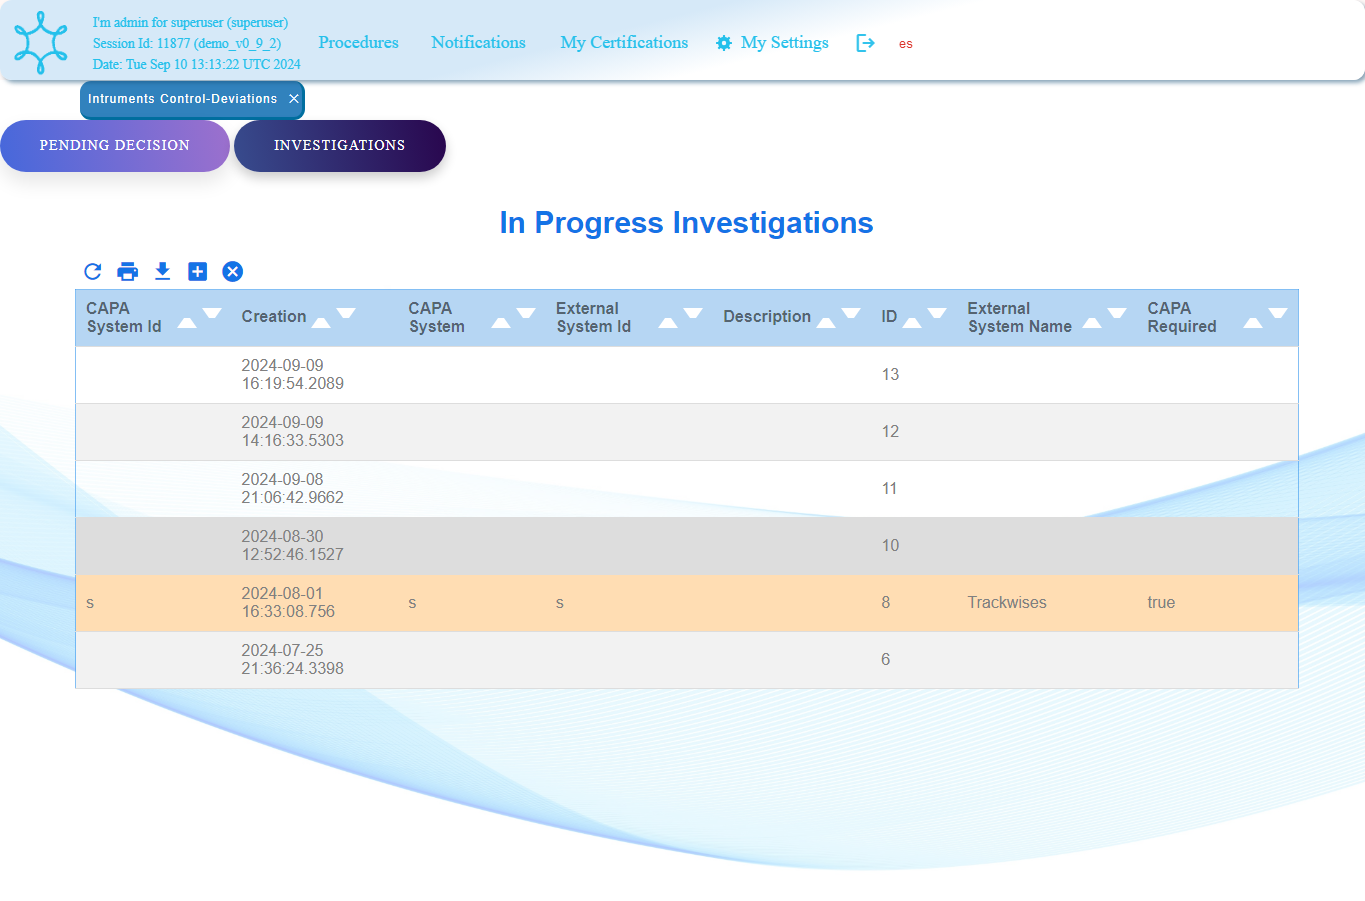 I'm admin for superuser (superuser)
Session Id: 11877 (demo_v0_9_2)
Date: Tue Sep 10 13:13:22 UTC 2024
Procedures
Notifications
My Certifications
My Settings
es
Intruments Control-Deviations
PENDING DECISION
INVESTIGATIONS
In Progress Investigations
CAPA
System Id
Creation
CAPA
System
External
System Id
Description
ID
External
System Name
CAPA
Required
2024-09-09
16:19:54.2089
13
2024-09-09
14:16:33.5303
12
2024-09-08
21:06:42.9662
11
2024-08-30
12:52:46.1527
10
s
2024-08-01
16:33:08.756
s
s
8
Trackwises
true
2024-07-25
21:36:24.3398
6